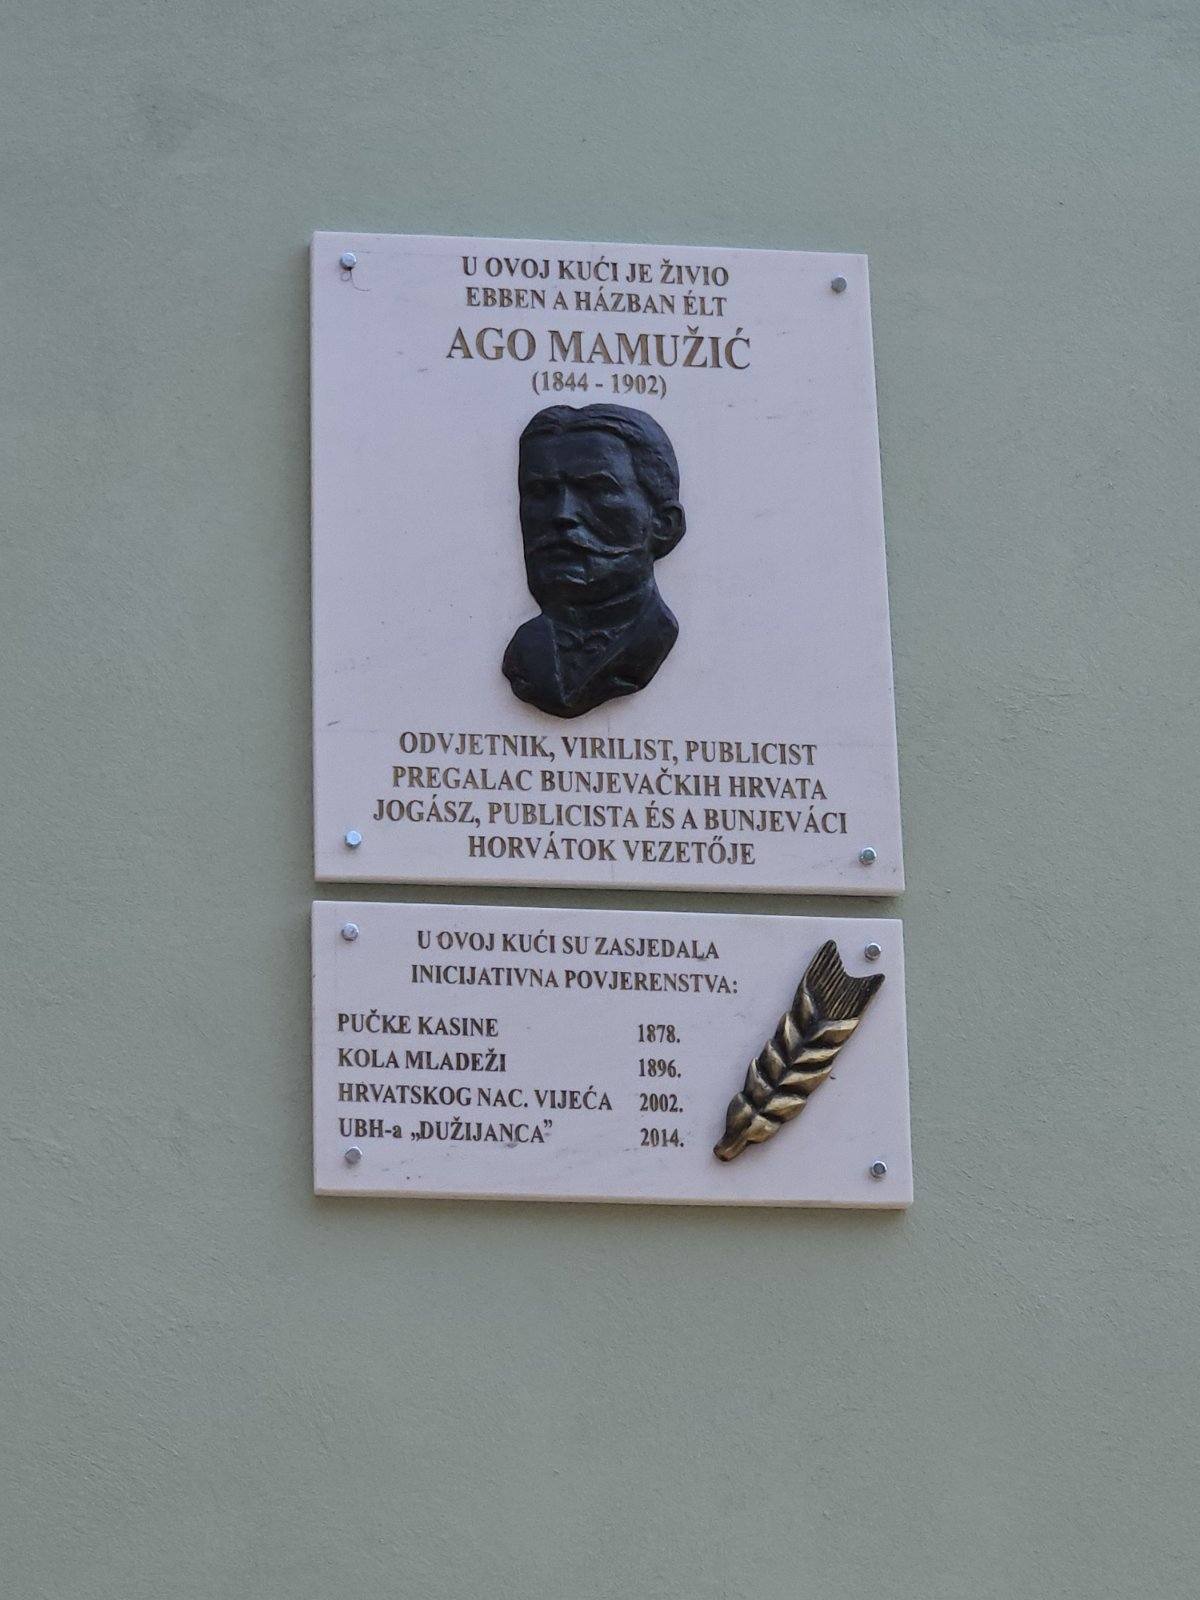 U OVOJ KUĆI JE ŽIVIO
EBBEN A HÁZBAN ÉLT
AGO MAMUŽIĆ
(1844 - 1902)
ODVJETNIK, VIRILIST, PUBLICIST
PREGALAC BUNJEVAČKIH HRVATA
JOGÁSZ, PUBLICISTA ÉS A BUNJEVÁCI
HORVÁTOK VEZETŐJE
U OVOJ KUĆI SU ZASJEDALA
INICIJATIVNA POVJERENSTVA:
PUČKE KASINE 1878.
KOLA MLADEŽI 1896.
HRVATSKOG NAC. VIJEĆA 2002.
UBH-a „DUŽIJANCA” 2014.